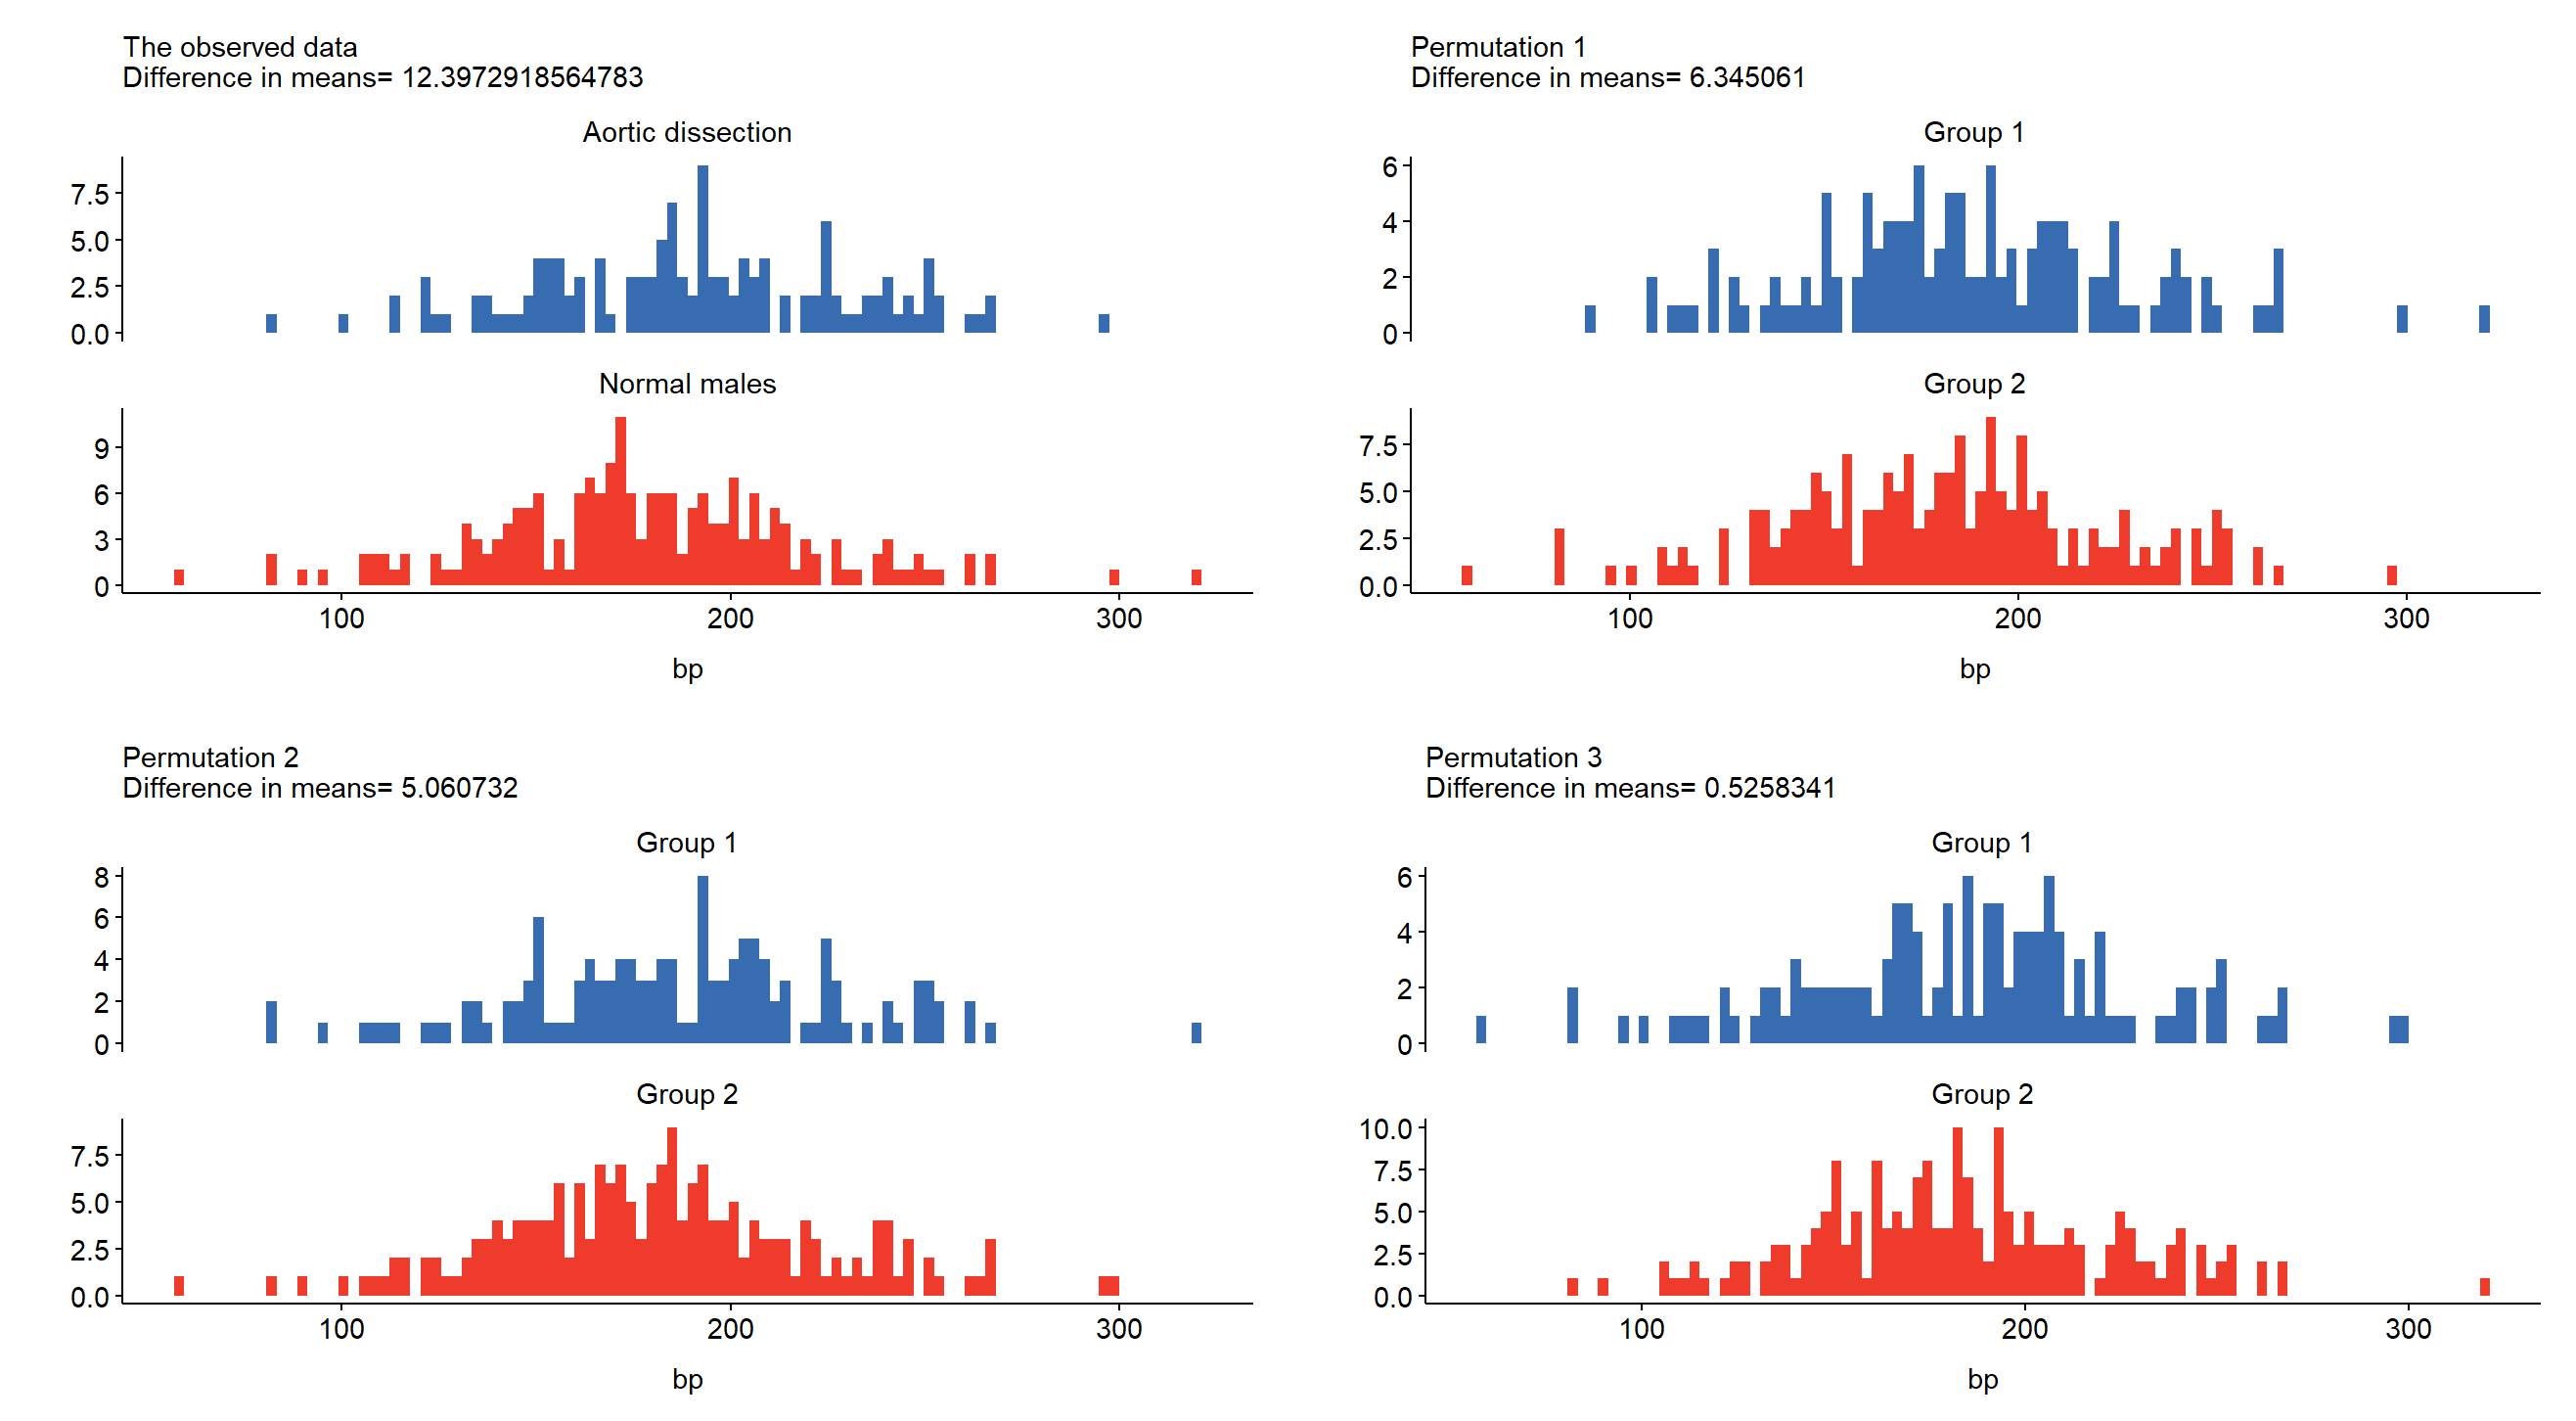 The observed data
Difference in means= 12.3972918564783
Aortic dissection
7.5
5.0
2.5
0.0
Normal males
9
6
3
0
100 200 300
bp
Permutation 1
Difference in means= 6.345061
Group 1
6
4
2
0
Group 2
7.5
5.0
2.5
0.0
100 200 300
bp
Permutation 2
Difference in means= 5.060732
Group 1
8
6
4
2
0
Group 2
7.5
5.0
2.5
0.0
100 200 300
bp
Permutation 3
Difference in means= 0.5258341
Group 1
6
4
2
0
Group 2
10.0
7.5
5.0
2.5
0.0
100 200 300
bp